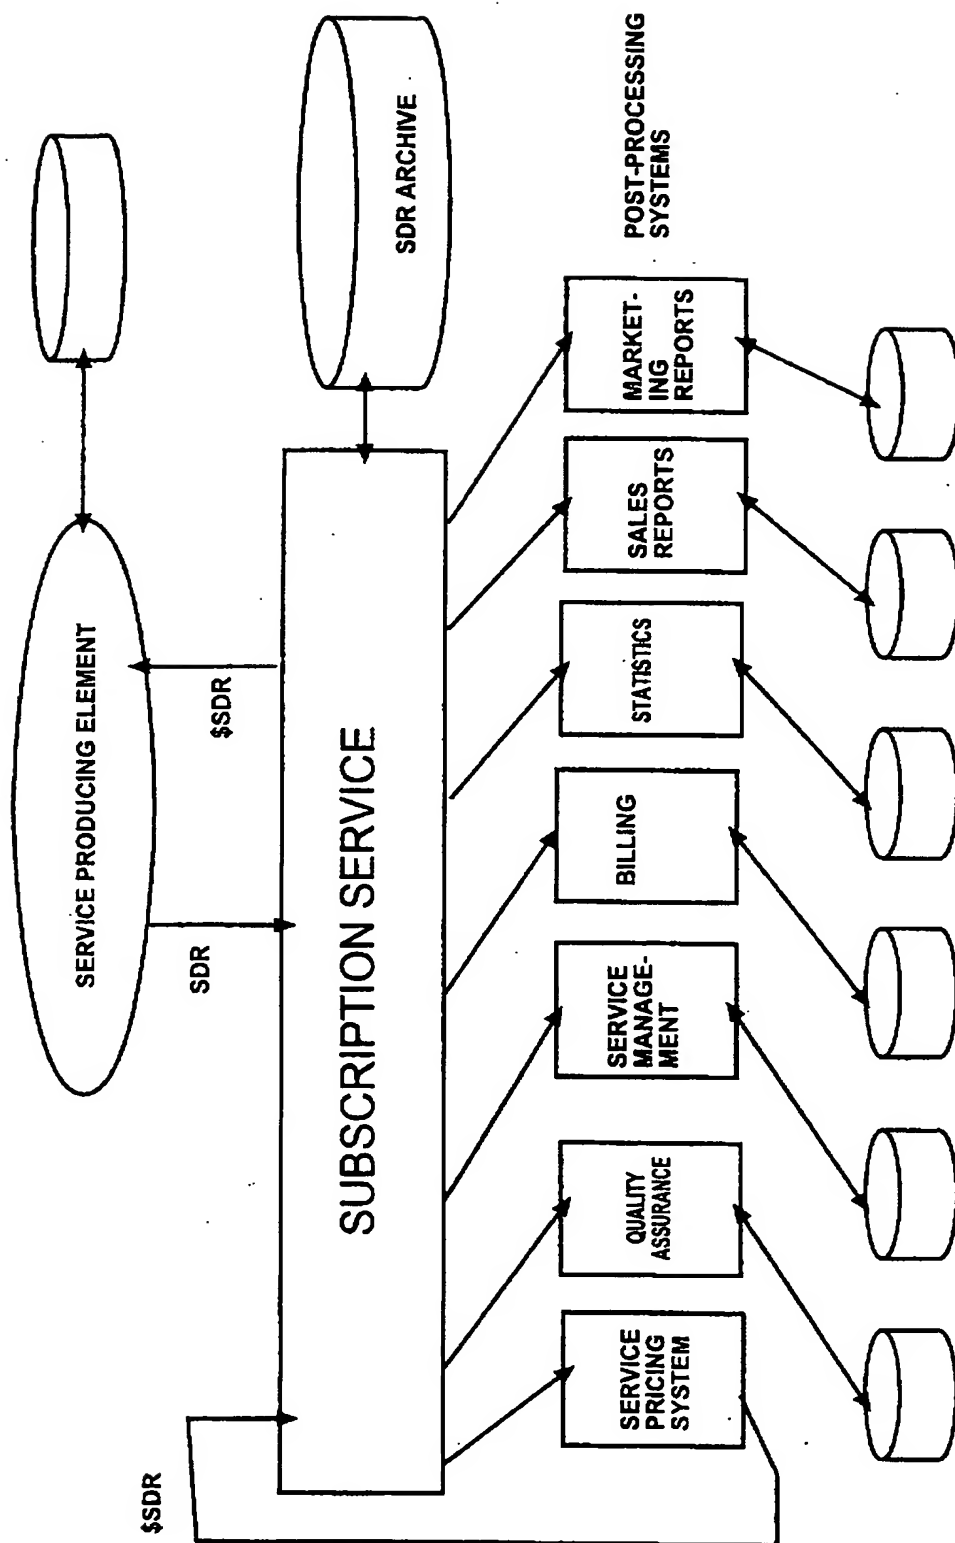 SERVICE PRODUCING ELEMENT
SDR
$SDR
$SDR
SUBSCRIPTION SERVICE
SDR ARCHIVE
SERVICE
PRICING
SYSTEM
QUALITY
ASSURANCE
SERVICE
MANAGE-
MENT
BILLING
STATISTICS
SALES
REPORTS
MARKET-
ING
REPORTS
POST-PROCESSING
SYSTEMS